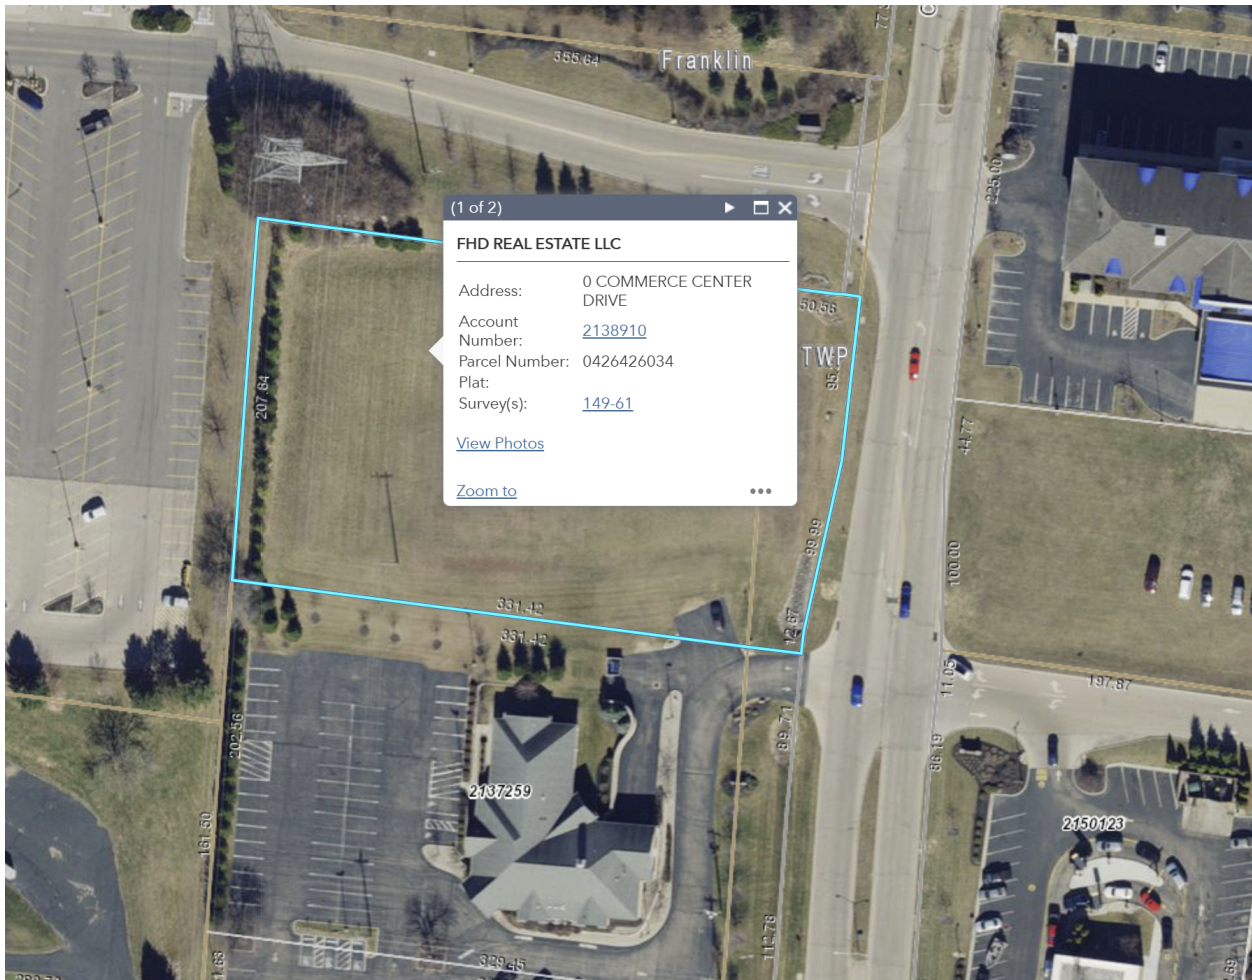 77.3
C
355.64
Franklin
225.00
(1 of 2)
FHD REAL ESTATE LLC
Address:
0 COMMERCE CENTER
DRIVE
Account
Number:
2138910
Parcel Number:
0426426034
Plat:
Survey(s):
149-61
View Photos
Zoom to
50.56
TWP
207.84
44.77
99.99
100.00
331.42
12.67
331.42
11.05
197.87
202.56
89.71
86.19
2137259
2150123
161.50
112.78
329.45